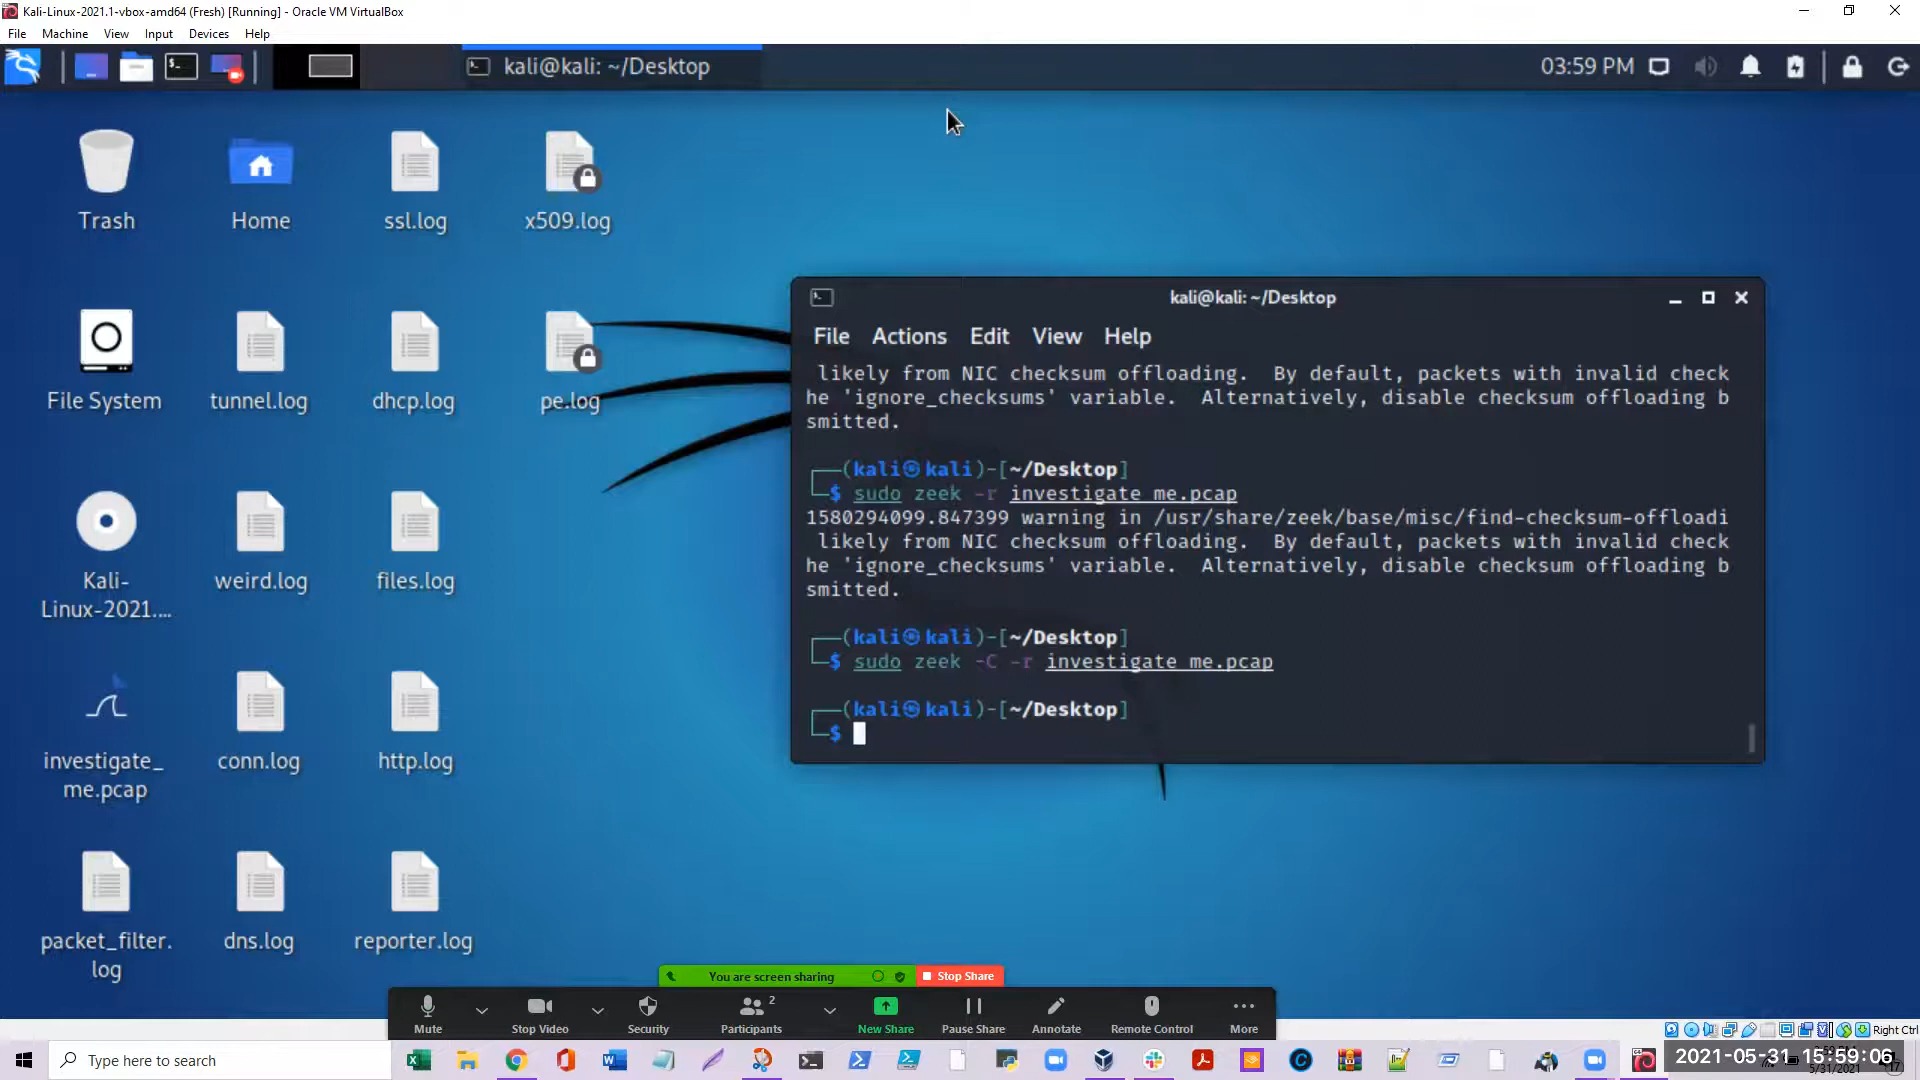 Kali-Linux-2021.1-vbox-amd64 (Fresh) [Running] - Oracle VM VirtualBox
File Machine View Input Devices Help
kali@kali: ~/Desktop
03:59 PM
Trash
Home
ssl.log
x509.log
File System
tunnel.log
dhcp.log
pe.log
Kali-
Linux-2021....
weird.log
files.log
investigate_
me.pcap
conn.log
http.log
packet_filter.
log
dns.log
reporter.log
kali@kali: ~/Desktop
File Actions Edit View Help
likely from NIC checksum offloading.  By default, packets with invalid check
he 'ignore_checksums' variable.  Alternatively, disable checksum offloading b
smitted.
(kali㉿kali)-[~/Desktop]
$ sudo zeek -r investigate_me.pcap
1580294099.847399 warning in /usr/share/zeek/base/misc/find-checksum-offloadi
likely from NIC checksum offloading.  By default, packets with invalid check
he 'ignore_checksums' variable.  Alternatively, disable checksum offloading b
smitted.
(kali㉿kali)-[~/Desktop]
$ sudo zeek -C -r investigate_me.pcap
(kali㉿kali)-[~/Desktop]
$
You are screen sharing
Stop Share
Mute
Stop Video
Security
Participants
2
New Share
Pause Share
Annotate
Remote Control
More
Right Ctrl
Type here to search
2021-05-31 15:59:06
5/31/2021